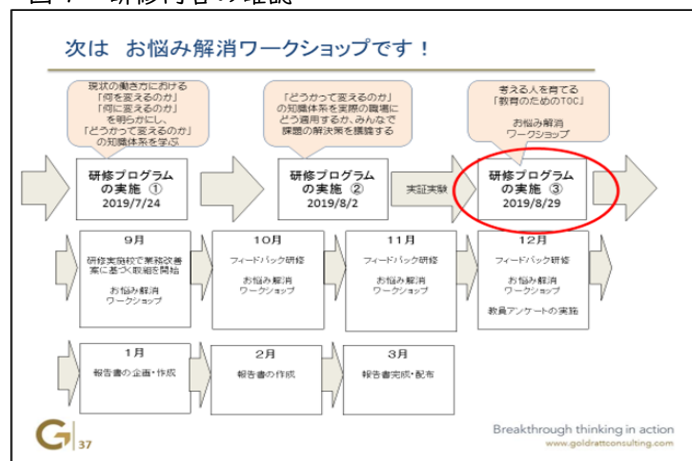 次は お悩み解消ワークショップです！
現状の働き方における
「何を変えるのか」
「何に変えるのか」
を明らかにし、
「どうかって変えるのか」
の知識体系を学ぶ
「どうかって変えるのか」
の知識体系を実際の職場に
どう適用するか、みんなで
課題の解決策を議論する
考える人を育てる
「教育のためのTOC」
お悩み解消
ワークショップ
研修プログラム
の実施 ①
2019/7/24
研修プログラム
の実施 ②
2019/8/2
実証実験
研修プログラム
の実施 ③
2019/8/29
9月
研修実施校で業務改善
案に基づく取組を開始
お悩み解消
ワークショップ
10月
フィードバック研修
お悩み解消
ワークショップ
11月
フィードバック研修
お悩み解消
ワークショップ
12月
フィードバック研修
お悩み解消
ワークショップ
教員アンケートの実施
1月
報告書の企画・作成
2月
報告書の作成
3月
報告書完成・配布
G
37
Breakthrough thinking in action
www.goldrattconsulting.com